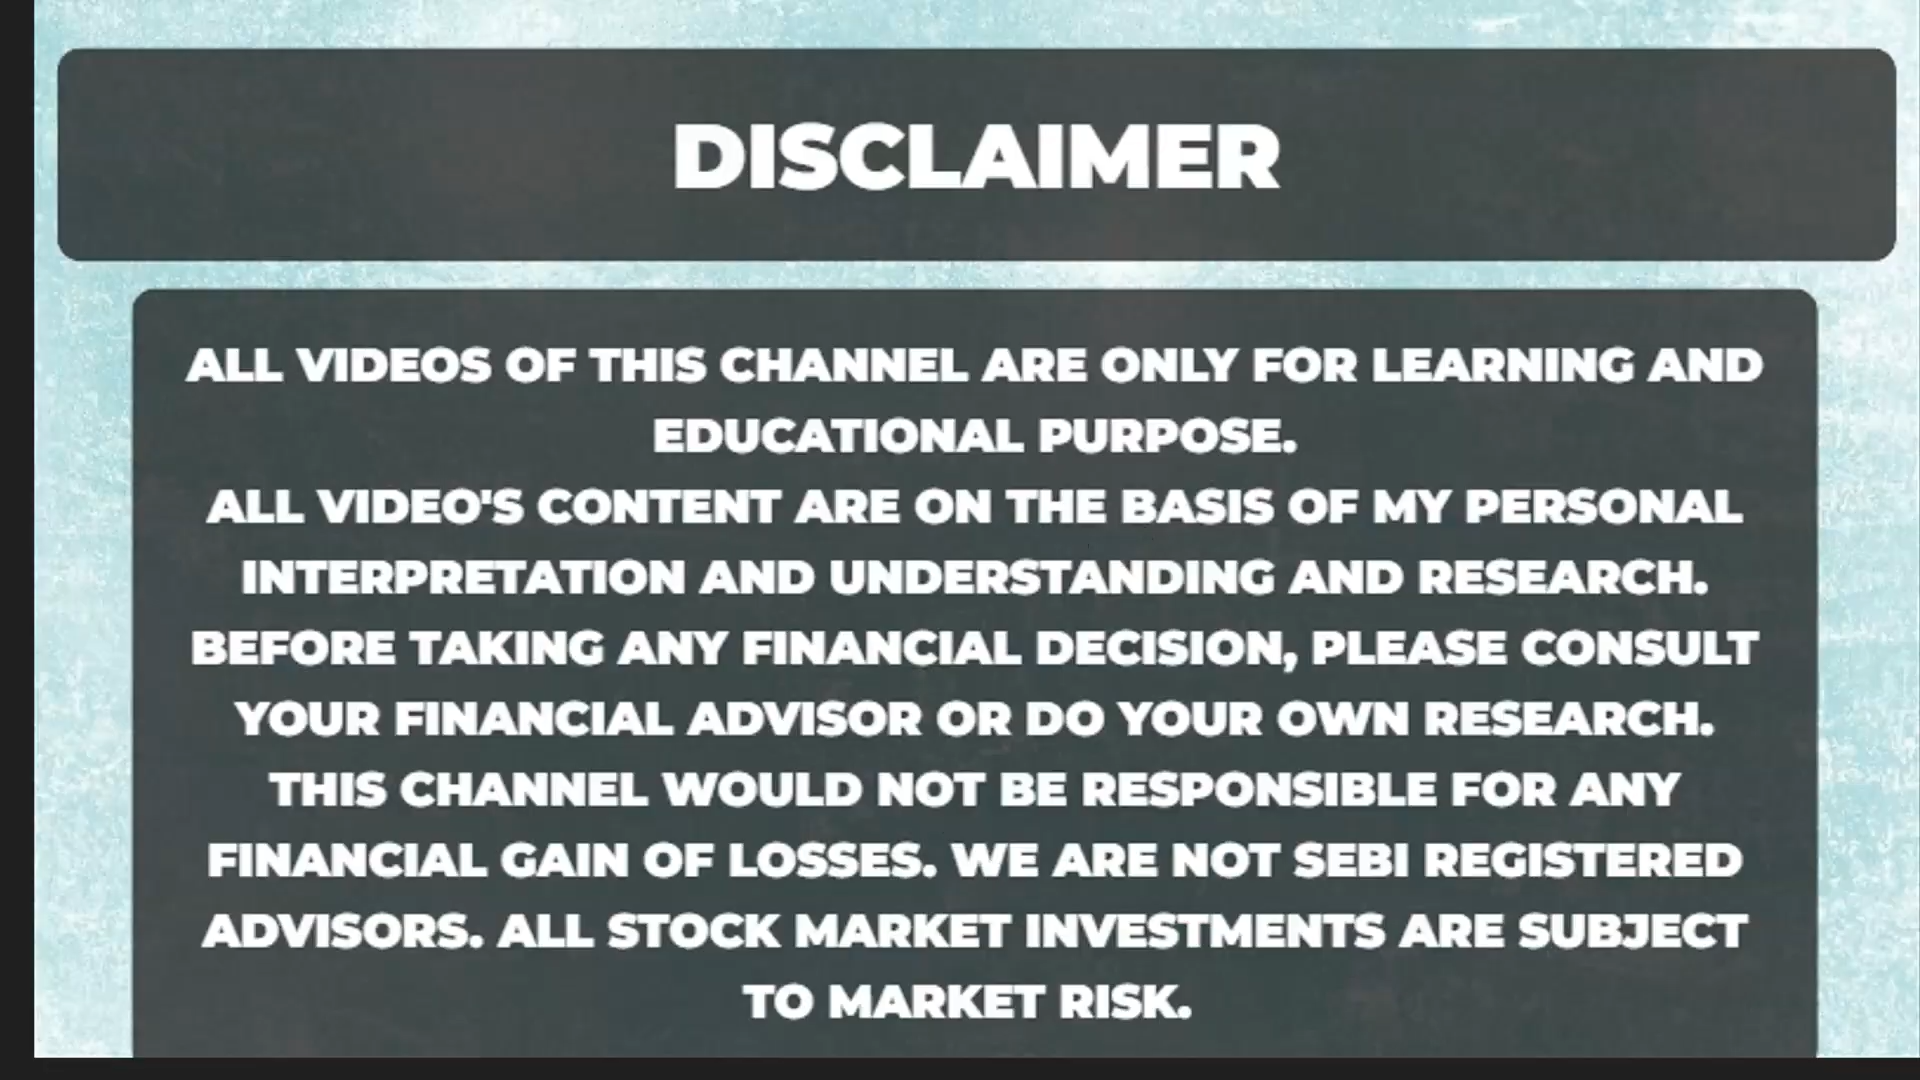 DISCLAIMER
ALL VIDEOS OF THIS CHANNEL ARE ONLY FOR LEARNING AND
EDUCATIONAL PURPOSE.
ALL VIDEO'S CONTENT ARE ON THE BASIS OF MY PERSONAL
INTERPRETATION AND UNDERSTANDING AND RESEARCH.
BEFORE TAKING ANY FINANCIAL DECISION, PLEASE CONSULT
YOUR FINANCIAL ADVISOR OR DO YOUR OWN RESEARCH.
THIS CHANNEL WOULD NOT BE RESPONSIBLE FOR ANY
FINANCIAL GAIN OF LOSSES. WE ARE NOT SEBI REGISTERED
ADVISORS. ALL STOCK MARKET INVESTMENTS ARE SUBJECT
TO MARKET RISK.